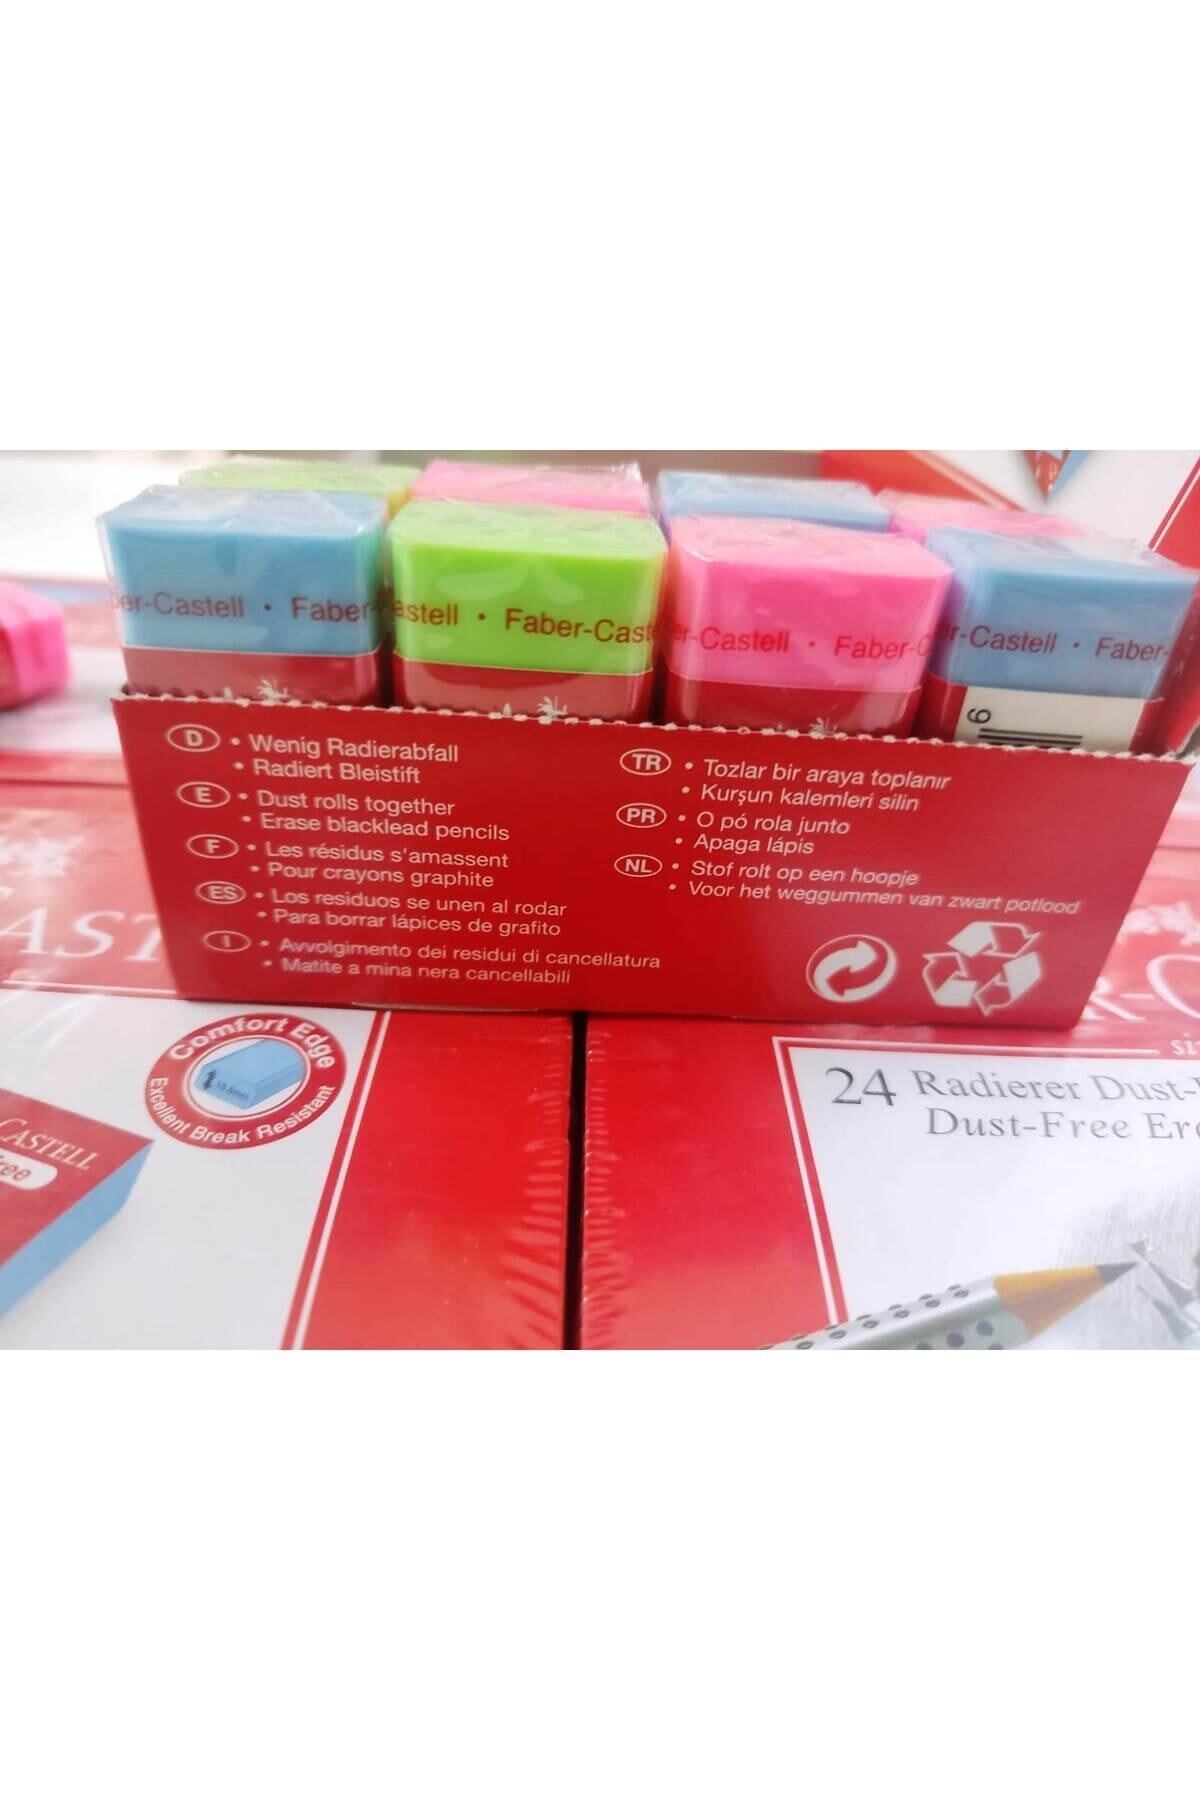 Faber-Castell
Faber-Castell
Faber-
-Castell
Faber-
D • Wenig Radierabfall
• Radiert Bleistift
E • Dust rolls together
• Erase blacklead pencils
F • Les résidus s'amassent
• Pour crayons graphite
ES • Los residuos se unen al rodar
• Para borrar lápices de grafito
I • Avvolgimento dei residui di cancellatura
• Matite a mina nera cancellabili
TR • Tozlar bir araya toplanır
• Kurşun kalemleri silin
PR • O pó rola junto
• Apaga lápis
NL • Stof rolt op een hoopje
• Voor het weggummen van zwart potlood
Comfort Edge
Excellent Break Resistant
CASTELL
24 Radierer Dust-
Dust-Free